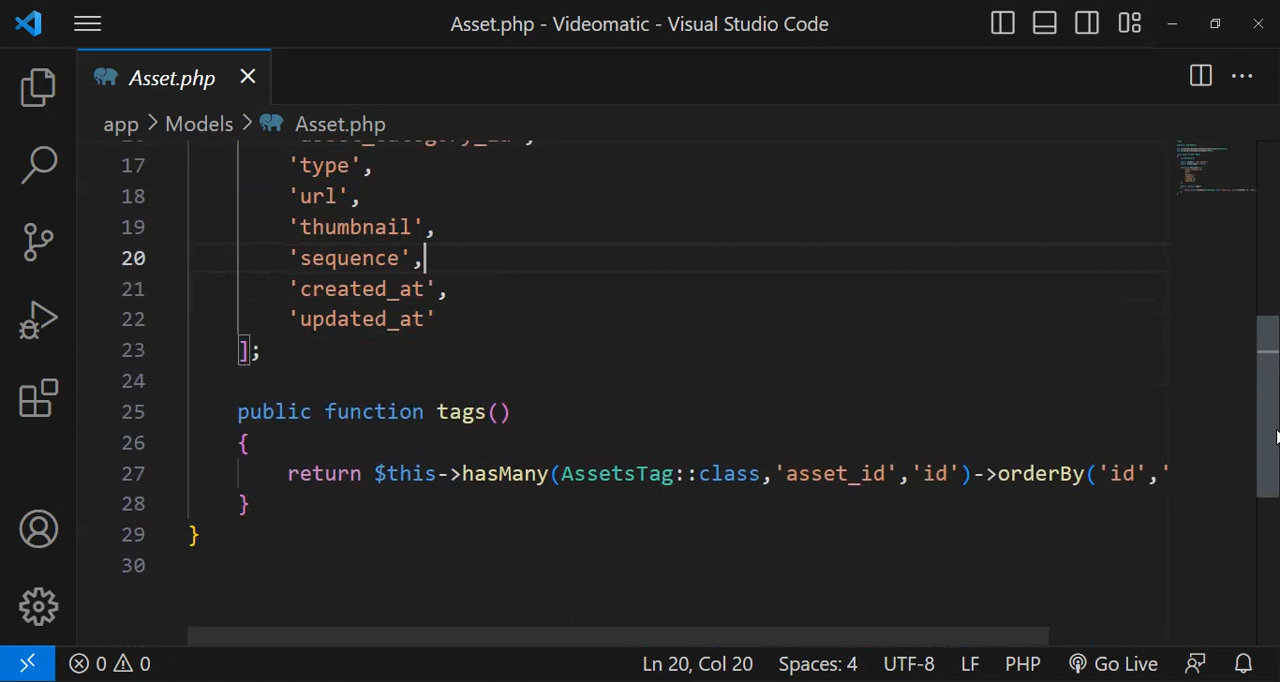 Asset.php - Videomatic - Visual Studio Code
Asset.php
app > Models > Asset.php
17 'type',
18 'url',
19 'thumbnail',
20 'sequence',
21 'created_at',
22 'updated_at'
23 ];
24
25 public function tags()
26 {
27 return $this->hasMany(AssetsTag::class,'asset_id','id')->orderBy('id','
28 }
29 }
30
0 0 Ln 20, Col 20 Spaces: 4 UTF-8 LF PHP Go Live